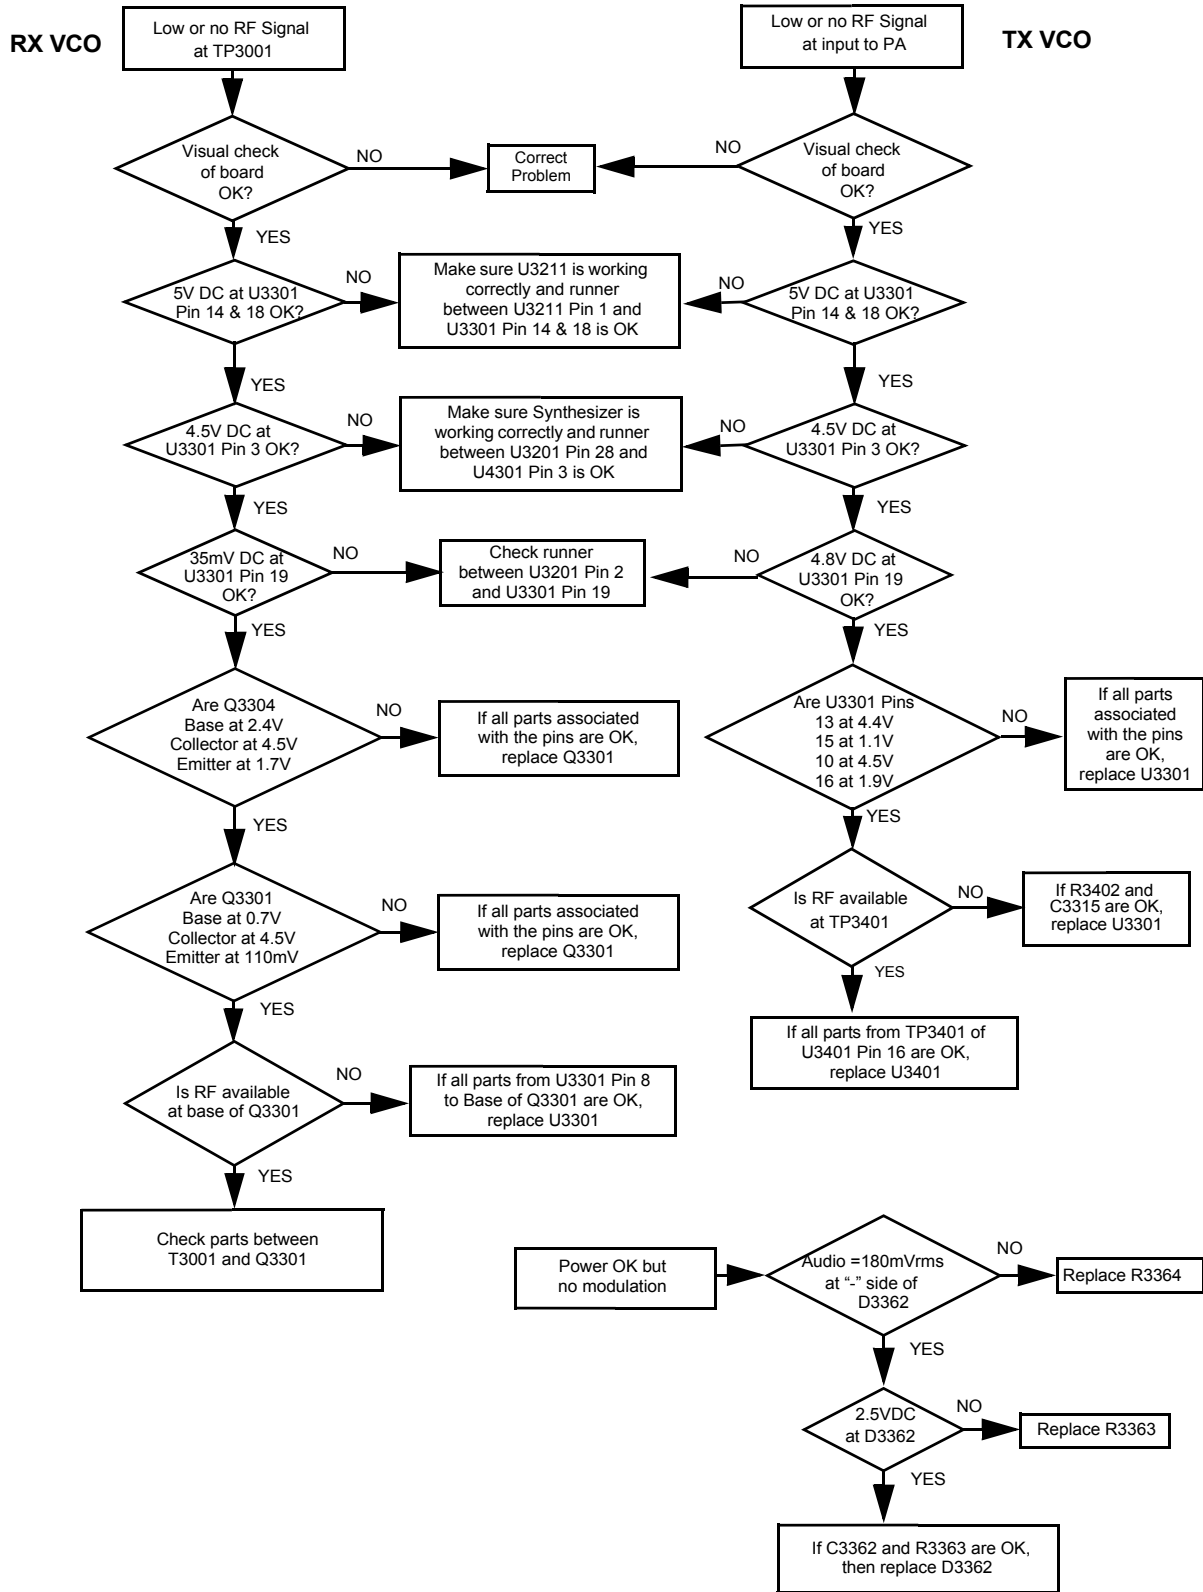 RX VCO
Low or no RF Signal
at TP3001
Visual check
of board
OK?
NO
YES
Correct
Problem
5V DC at U3301
Pin 14 & 18 OK?
NO
YES
Make sure U3211 is working
correctly and runner
between U3211 Pin 1 and
U3301 Pin 14 & 18 is OK
4.5V DC at
U3301 Pin 3 OK?
NO
YES
Make sure Synthesizer is
working correctly and runner
between U3201 Pin 28 and
U4301 Pin 3 is OK
35mV DC at
U3301 Pin 19
OK?
NO
YES
Check runner
between U3201 Pin 2
and U3301 Pin 19
Are Q3304
Base at 2.4V
Collector at 4.5V
Emitter at 1.7V
NO
YES
If all parts associated
with the pins are OK,
replace Q3301
Are Q3301
Base at 0.7V
Collector at 4.5V
Emitter at 110mV
NO
YES
If all parts associated
with the pins are OK,
replace Q3301
Is RF available
at base of Q3301
NO
YES
If all parts from U3301 Pin 8
to Base of Q3301 are OK,
replace U3301
Check parts between
T3001 and Q3301
TX VCO
Low or no RF Signal
at input to PA
Visual check
of board
OK?
NO
YES
5V DC at U3301
Pin 14 & 18 OK?
NO
YES
4.5V DC at
U3301 Pin 3 OK?
NO
YES
4.8V DC at
U3301 Pin 19
OK?
NO
YES
Are U3301 Pins
13 at 4.4V
15 at 1.1V
10 at 4.5V
16 at 1.9V
NO
YES
If all parts
associated
with the pins
are OK,
replace U3301
Is RF available
at TP3401
NO
YES
If R3402 and
C3315 are OK,
replace U3301
If all parts from TP3401 of
U3401 Pin 16 are OK,
replace U3401
Power OK but
no modulation
Audio =180mVrms
at “-” side of
D3362
NO
YES
Replace R3364
2.5VDC
at D3362
NO
YES
Replace R3363
If C3362 and R3363 are OK,
then replace D3362